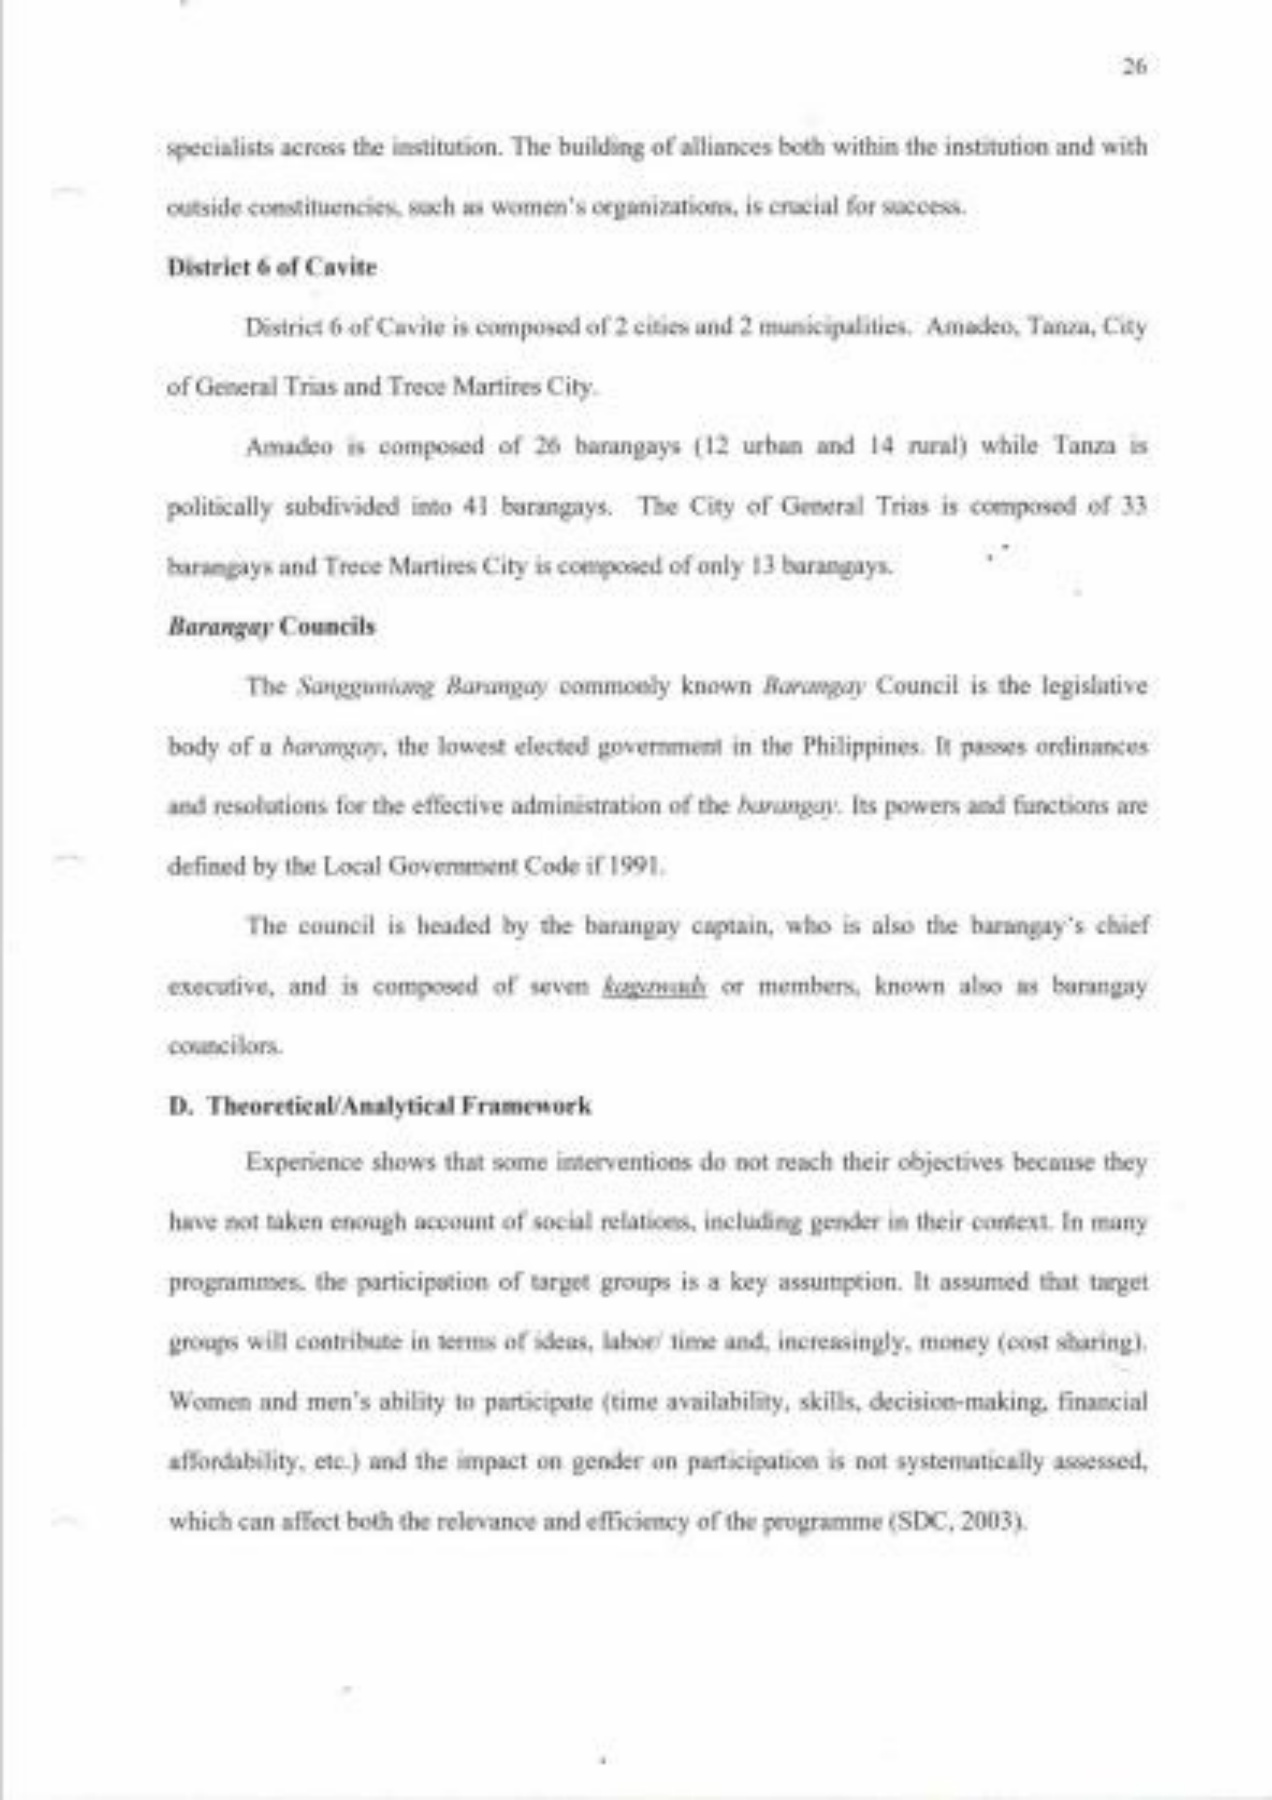 26
specialists across the institution. The building of alliances both within the institution and with
outside constituencies, such as women's organizations, is crucial for success.
District 6 of Cavite
District 6 of Cavite is composed of 2 cities and 2 municipalities. Amadeo, Tanza, City
of General Trias and Trece Martires City.
Amadeo is composed of 26 barangays (12 urban and 14 rural) while Tanza is
politically subdivided into 41 barangays. The City of General Trias is composed of 33
barangays and Trece Martires City is composed of only 13 barangays.
Barangay Councils
The Sangguniang Barangay commonly known Barangay Council is the legislative
body of a barangay, the lowest elected government in the Philippines. It passes ordinances
and resolutions for the effective administration of the barangay. Its powers and functions are
defined by the Local Government Code if 1991.
The council is headed by the barangay captain, who is also the barangay's chief
executive, and is composed of seven kagawads or members, known also as barangay
councilors.
D. Theoretical/Analytical Framework
Experience shows that some interventions do not reach their objectives because they
have not taken enough account of social relations, including gender in their context. In many
programmes, the participation of target groups is a key assumption. It assumed that target
groups will contribute in terms of ideas, labor/ time and, increasingly, money (cost sharing).
Women and men's ability to participate (time availability, skills, decision-making, financial
affordability, etc.) and the impact on gender on participation is not systematically assessed,
which can affect both the relevance and efficiency of the programme (SDC, 2003).